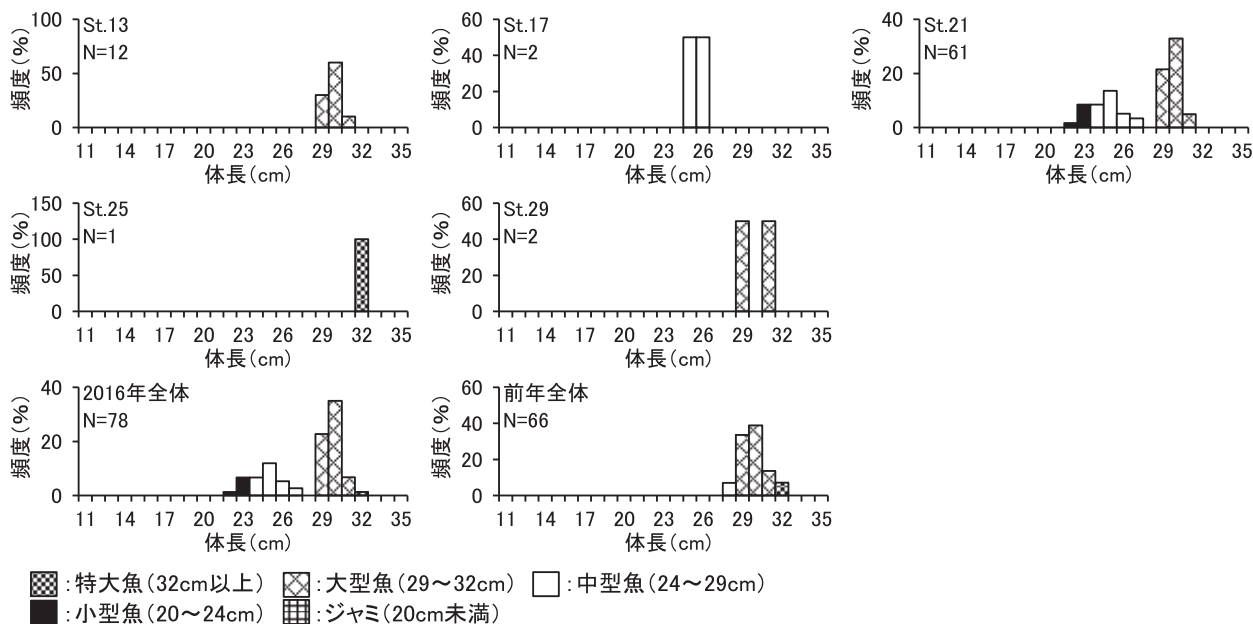 St.13
N=12
頻度(%)
100
50
0
11 14 17 20 23 26 29 32 35
体長(cm)
St.17
N=2
頻度(%)
60
40
20
0
11 14 17 20 23 26 29 32 35
体長(cm)
St.21
N=61
頻度(%)
40
20
0
11 14 17 20 23 26 29 32 35
体長(cm)
St.25
N=1
頻度(%)
150
100
50
0
11 14 17 20 23 26 29 32 35
体長(cm)
St.29
N=2
頻度(%)
60
40
20
0
11 14 17 20 23 26 29 32 35
体長(cm)
2016年全体
N=78
頻度(%)
40
20
0
11 14 17 20 23 26 29 32 35
体長(cm)
前年全体
N=66
頻度(%)
60
40
20
0
11 14 17 20 23 26 29 32 35
体長(cm)
:特大魚(32cm以上) :大型魚(29～32cm) :中型魚(24～29cm)
:小型魚(20～24cm) :ジャミ(20cm未満)